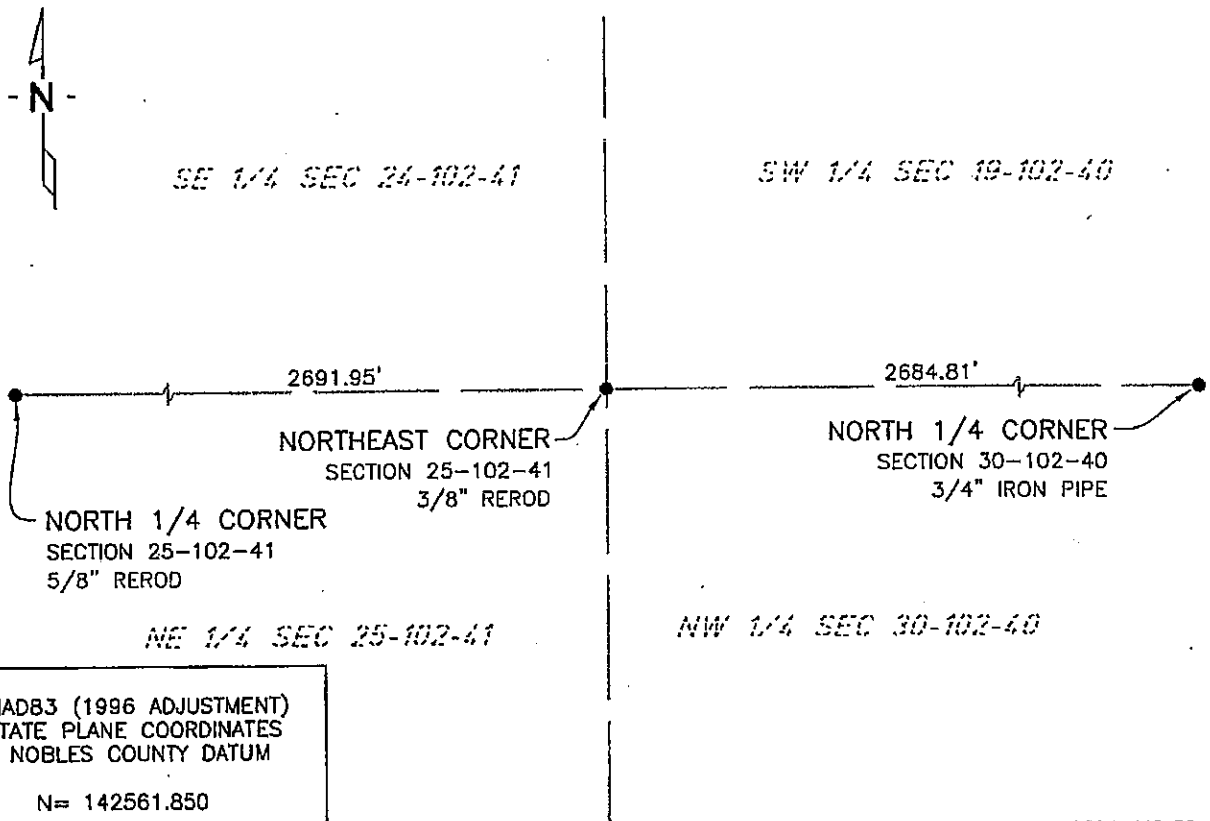 - N -
SE 1/4 SEC 24-102-41
SW 1/4 SEC 19-102-40
2691.95'
2684.81'
NORTHEAST CORNER
SECTION 25-102-41
3/8" REROD
NORTH 1/4 CORNER
SECTION 30-102-40
3/4" IRON PIPE
NORTH 1/4 CORNER
SECTION 25-102-41
5/8" REROD
NE 1/4 SEC 25-102-41
NW 1/4 SEC 30-102-40
NAD83 (1996 ADJUSTMENT)
TATE PLANE COORDINATES
NOBLES COUNTY DATUM
N= 142561.850